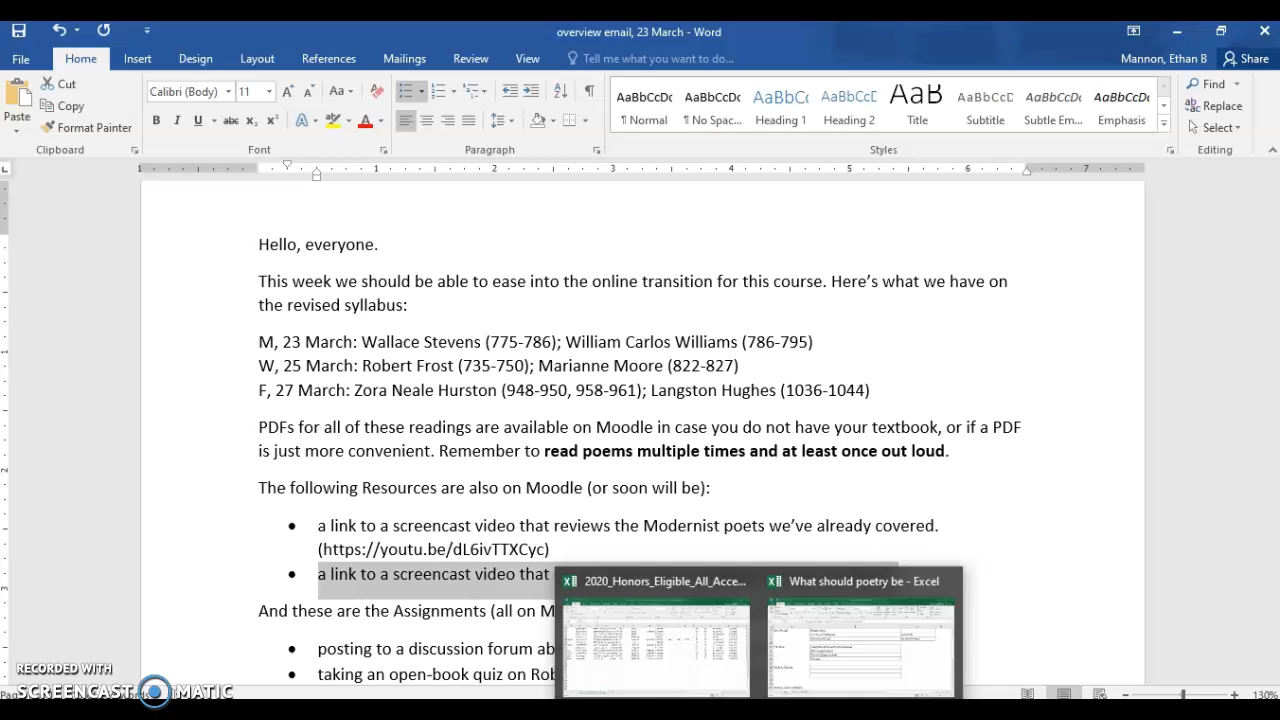 overview email, 23 March - Word
File Home Insert Design Layout References Mailings Review View Tell me what you want to do... Mannon, Ethan B Share
Paste
Cut
Copy
Format Painter
Clipboard
Calibri (Body) 11
Font
Paragraph
AaBbCcDc AaBbCcDc AaBbCc AaBbCcD AaB AaBbCcD AaBbCcDc AaBbCcDc
¶ Normal ¶ No Spac... Heading 1 Heading 2 Title Subtitle Subtle Em... Emphasis
Styles
Find
Replace
Select
Editing
1 1 2 3 4 5 6 7
Hello, everyone.
This week we should be able to ease into the online transition for this course. Here’s what we have on
the revised syllabus:
M, 23 March: Wallace Stevens (775-786); William Carlos Williams (786-795)
W, 25 March: Robert Frost (735-750); Marianne Moore (822-827)
F, 27 March: Zora Neale Hurston (948-950, 958-961); Langston Hughes (1036-1044)
PDFs for all of these readings are available on Moodle in case you do not have your textbook, or if a PDF
is just more convenient. Remember to read poems multiple times and at least once out loud.
The following Resources are also on Moodle (or soon will be):
• a link to a screencast video that reviews the Modernist poets we’ve already covered.
(https://youtu.be/dL6ivTTXCyc)
• a link to a screencast video that
2020_Honors_Eligible_All_Acce... What should poetry be - Excel
And these are the Assignments (all on M
• posting to a discussion forum ab
• taking an open-book quiz on Rob
RECORDED WITH
SCREENCAST MATIC
130%